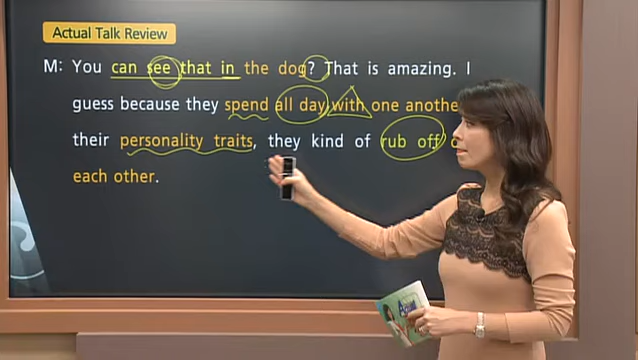 Actual Talk Review
M: You can see that in the dog? That is amazing. I
guess because they spend all day with one anothe
their personality traits, they kind of rub off
each other.